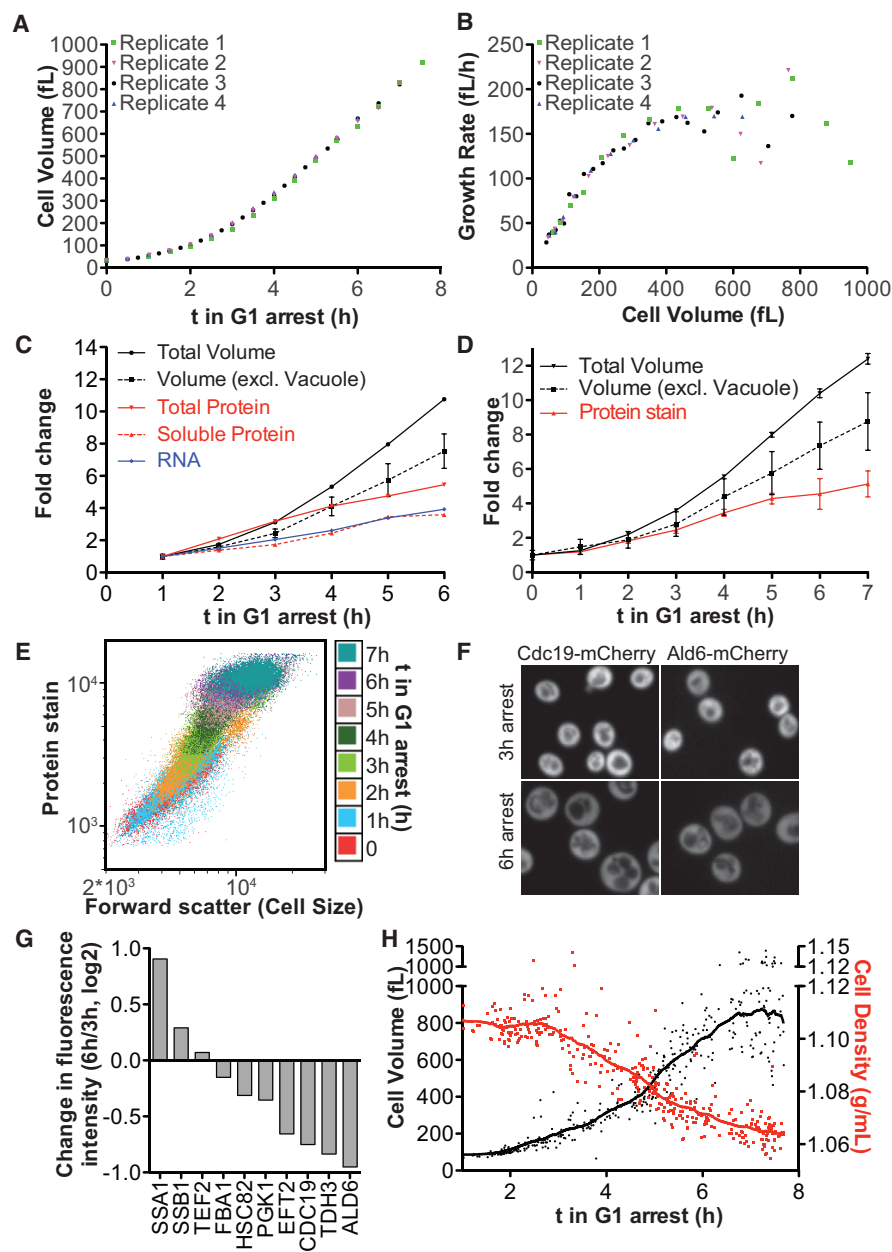 A
Cell Volume (fL)
1000
900
800
700
600
500
400
300
200
100
0
Replicate 1
Replicate 2
Replicate 3
Replicate 4
0 2 4 6 8
t in G1 arrest (h)
B
Growth Rate (fL/h)
250
200
150
100
50
0
Replicate 1
Replicate 2
Replicate 3
Replicate 4
0 200 400 600 800 1000
Cell Volume (fL)
C
Fold change
14
12
10
8
6
4
2
0
Total Volume
Volume (excl. Vacuole)
Total Protein
Soluble Protein
RNA
0 1 2 3 4 5 6
t in G1 arrest (h)
D
Fold change
12
10
8
6
4
2
0
Total Volume
Volume (excl. Vacuole)
Protein stain
0 1 2 3 4 5 6 7
t in G1 arrest (h)
E
Protein stain
10⁴
10³
2*10³ 10⁴
Forward scatter (Cell Size)
7h
6h
5h
4h
3h
2h
1h
0
t in G1 arrest (h)
F
Cdc19-mCherry Ald6-mCherry
3h arrest
6h arrest
G
Change in fluorescence
intensity (6h/3h, log2)
1.0
0.5
0.0
-0.5
-1.0
SSA1
SSB1
TEF2
FBA1
HSC82
PGK1
EFT2
CDC19
TDH3
ALD6
H
Cell Volume (fL)
1500
1000
800
600
400
200
0
1.15
1.12
1.12
1.10
1.08
1.06
Cell Density (g/mL)
2 4 6 8
t in G1 arrest (h)